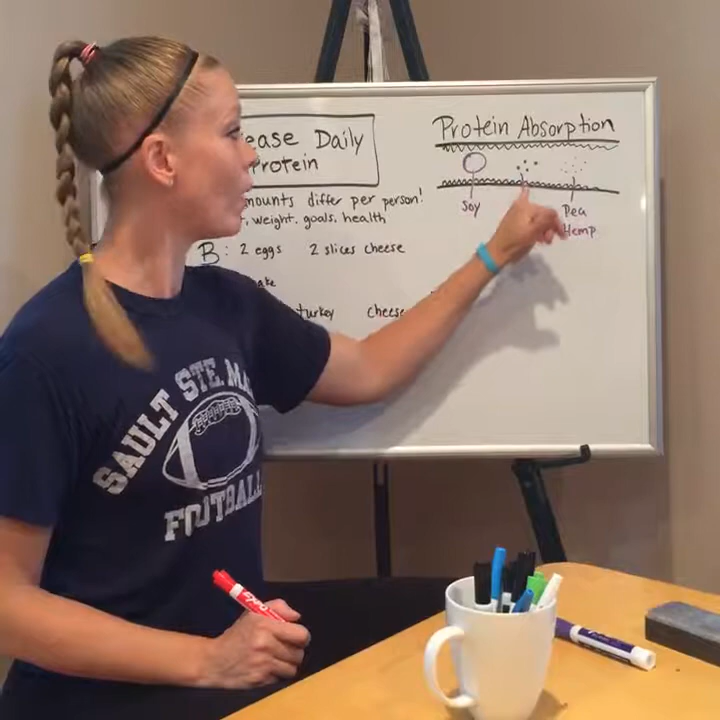 ease Daily
Protein
mounts differ per person!
, weight, goals, health
B: 2 eggs 2 slices cheese
ake
turkey cheese
Protein Absorption
Soy
Pea
Hemp
SAULT STE. MA
FOOTBALL
EXPO